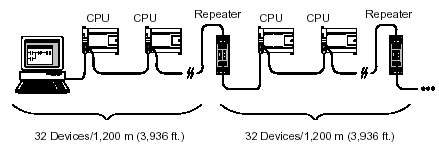 CPU CPU Repeater CPU CPU Repeater
32 Devices/1,200 m (3,936 ft.) 32 Devices/1,200 m (3,936 ft.)